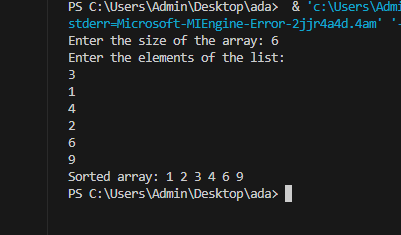 PS C:\Users\Admin\Desktop\ada>  & 'c:\Users\Admi
stderr=Microsoft-MIEngine-Error-2jjr4a4d.4am' '-
Enter the size of the array: 6
Enter the elements of the list:
3
1
4
2
6
9
Sorted array: 1 2 3 4 6 9
PS C:\Users\Admin\Desktop\ada>